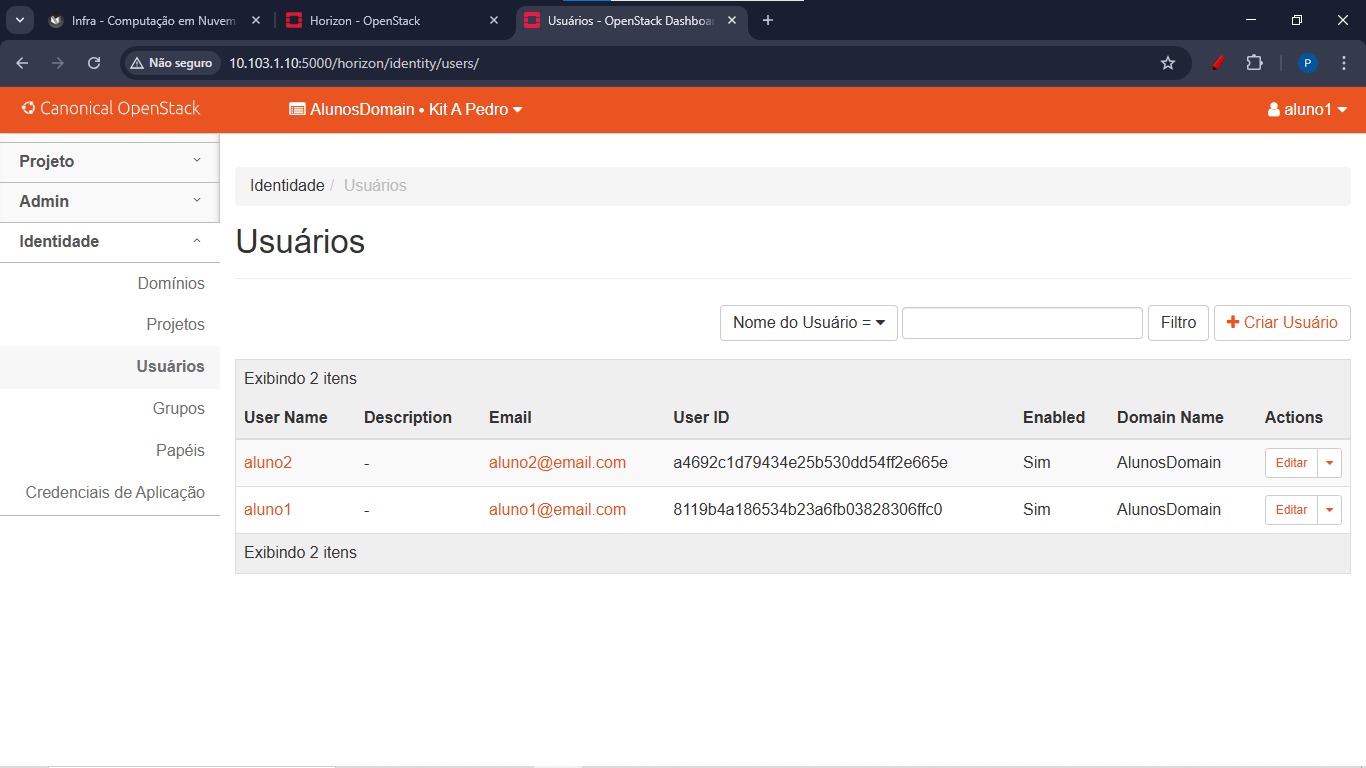 Infra - Computação em Nuvem
Horizon - OpenStack
Usuários - OpenStack Dashboar
Não seguro
10.103.1.10:5000/horizon/identity/users/
P
Canonical OpenStack
AlunosDomain • Kit A Pedro
aluno1
Projeto
Admin
Identidade
Domínios
Projetos
Usuários
Grupos
Papéis
Credenciais de Aplicação
Identidade / Usuários
Usuários
Nome do Usuário =
Filtro
+ Criar Usuário
Exibindo 2 itens
User Name Description Email User ID Enabled Domain Name Actions
aluno2 - aluno2@email.com a4692c1d79434e25b530dd54ff2e665e Sim AlunosDomain Editar
aluno1 - aluno1@email.com 8119b4a186534b23a6fb03828306ffc0 Sim AlunosDomain Editar
Exibindo 2 itens